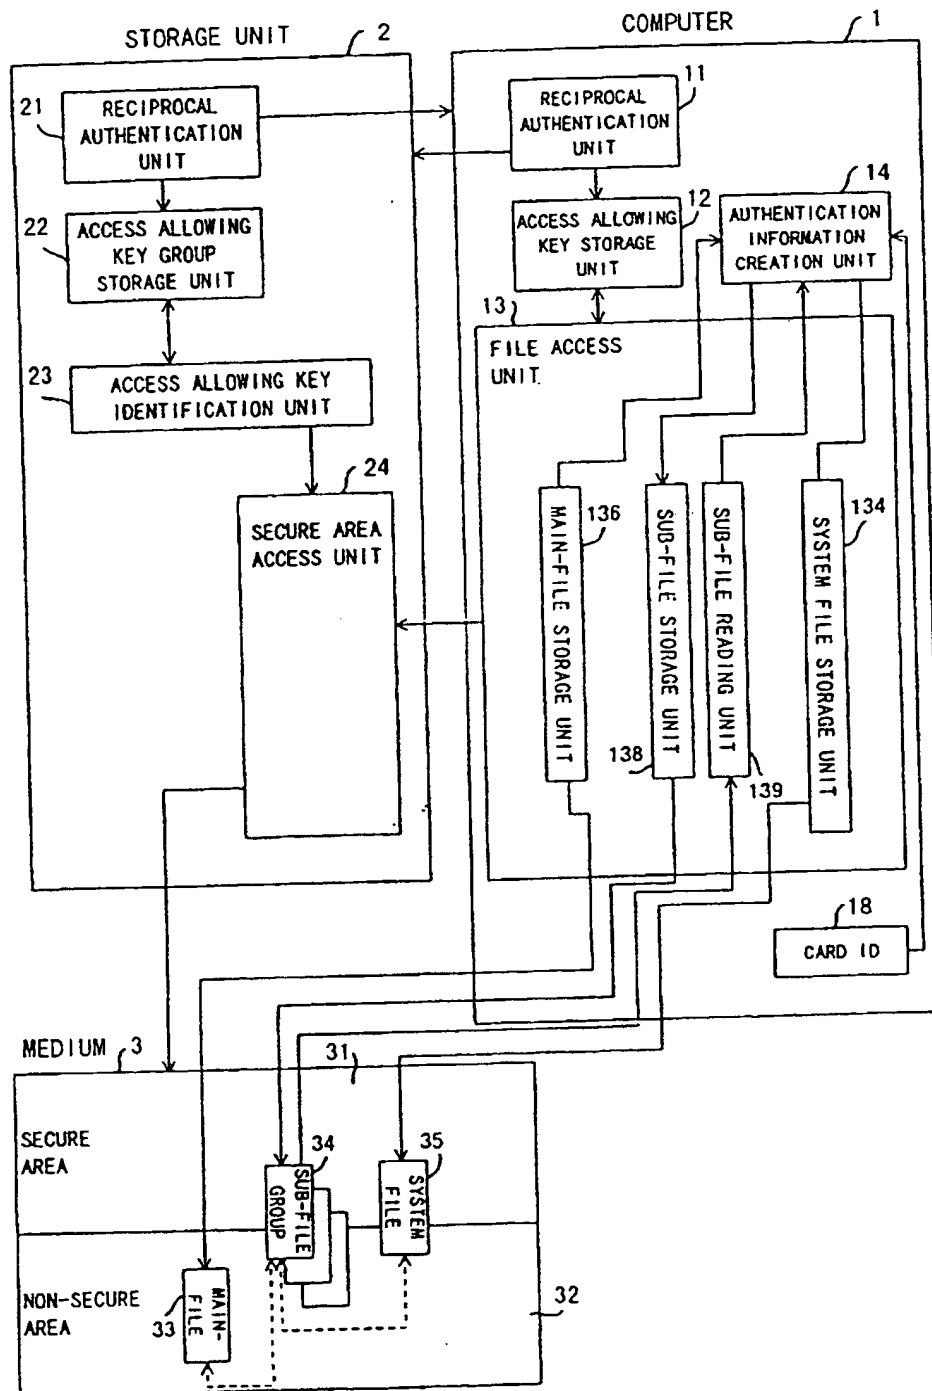 STORAGE UNIT
2
COMPUTER
1
21
RECIPROCAL
AUTHENTICATION
UNIT
11
RECIPROCAL
AUTHENTICATION
UNIT
22
ACCESS ALLOWING
KEY GROUP
STORAGE UNIT
12
ACCESS ALLOWING
KEY STORAGE
UNIT
14
AUTHENTICATION
INFORMATION
CREATION UNIT
13
FILE ACCESS
UNIT
23
ACCESS ALLOWING KEY
IDENTIFICATION UNIT
24
SECURE AREA
ACCESS UNIT
136
MAIN-FILE STORAGE UNIT
SUB-FILE STORAGE UNIT
138
SUB-FILE READING UNIT
139
134
SYSTEM FILE STORAGE UNIT
18
CARD ID
MEDIUM
3
31
SECURE
AREA
34
SUB-FILE
GROUP
35
SYSTEM
FILE
NON-SECURE
AREA
33
MAIN-
FILE
32